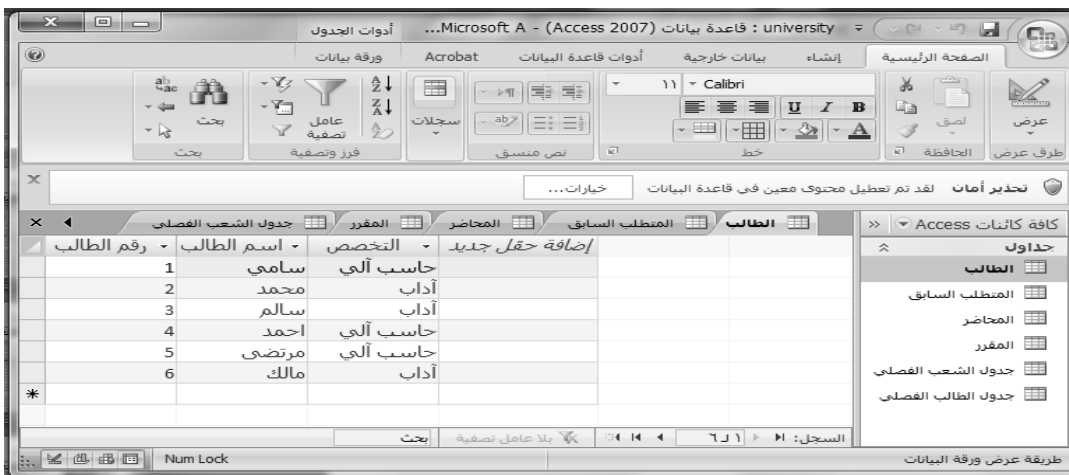 university : قاعدة بيانات (Access 2007) - Microsoft A...
أدوات الجدول
الصفحة الرئيسية إنشاء بيانات خارجية أدوات قاعدة البيانات Acrobat ورقة بيانات
عرض
لصق
Calibri ١١
B I U
سجلات
عامل تصفية
بحث
طرق عرض الحافظة خط نص منسق فرز وتصفية بحث
تحذير أمان لقد تم تعطيل محتوى معين في قاعدة البيانات خيارات...
كافة كائنات Access
جداول
الطالب
المتطلب السابق
المحاضر
المقرر
جدول الشعب الفصلي
جدول الطالب الفصلي
الطالب المتطلب السابق المحاضر المقرر جدول الشعب الفصلي
رقم الطالب اسم الطالب التخصص إضافة حقل جديد
1 سامي حاسب آلي
2 محمد آداب
3 سالم آداب
4 احمد حاسب آلي
5 مرتضى حاسب آلي
6 مالك آداب
السجل: ١ لـ ٦ بلا عامل تصفية بحث
طريقة عرض ورقة البيانات Num Lock